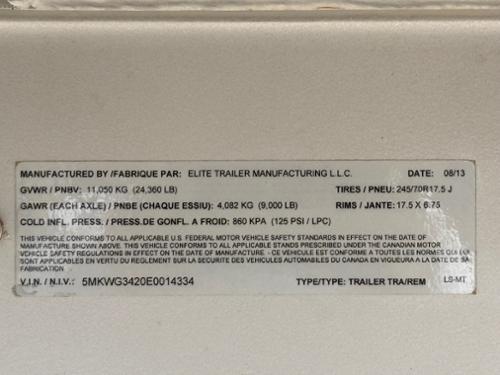 MANUFACTURED BY /FABRIQUE PAR: ELITE TRAILER MANUFACTURING L.L.C. DATE: 08/13
GVWR / PNBV: 11,050 KG (24,360 LB) TIRES / PNEU: 245/70R17.5 J
GAWR (EACH AXLE) / PNBE (CHAQUE ESSIU): 4,082 KG (9,000 LB) RIMS / JANTE: 17.5 X 6.75
COLD INFL. PRESS. / PRESS.DE GONFL. A FROID: 860 KPA (125 PSI / LPC)
THIS VEHICLE CONFORMS TO ALL APPLICABLE U.S. FEDERAL MOTOR VEHICLE SAFETY STANDARDS IN EFFECT ON THE DATE OF
MANUFACTURE SHOWN ABOVE. THIS VEHICLE CONFORMS TO ALL APPLICABLE STANDS PRESCRIBED UNDER THE CANADIAN MOTOR
VEHICLE SAFETY REGULATIONS IN EFFECT ON THE DATE OF MANUFACTURE - CE VEHICULE EST CONFORME A TOUTES LES NORMES QUI LUI
SONT APPLICABLES EN VERTU DU REGLEMENT SUR LA SECURITE DES VEHICULES AUTOMOBILES DU CANADA EN VIGUEUR A LA DATE DE SA
FABRICATION
V.I.N. / N.I.V.: 5MKWG3420E0014334 TYPE/TYPE: TRAILER TRA/REM LS-MT